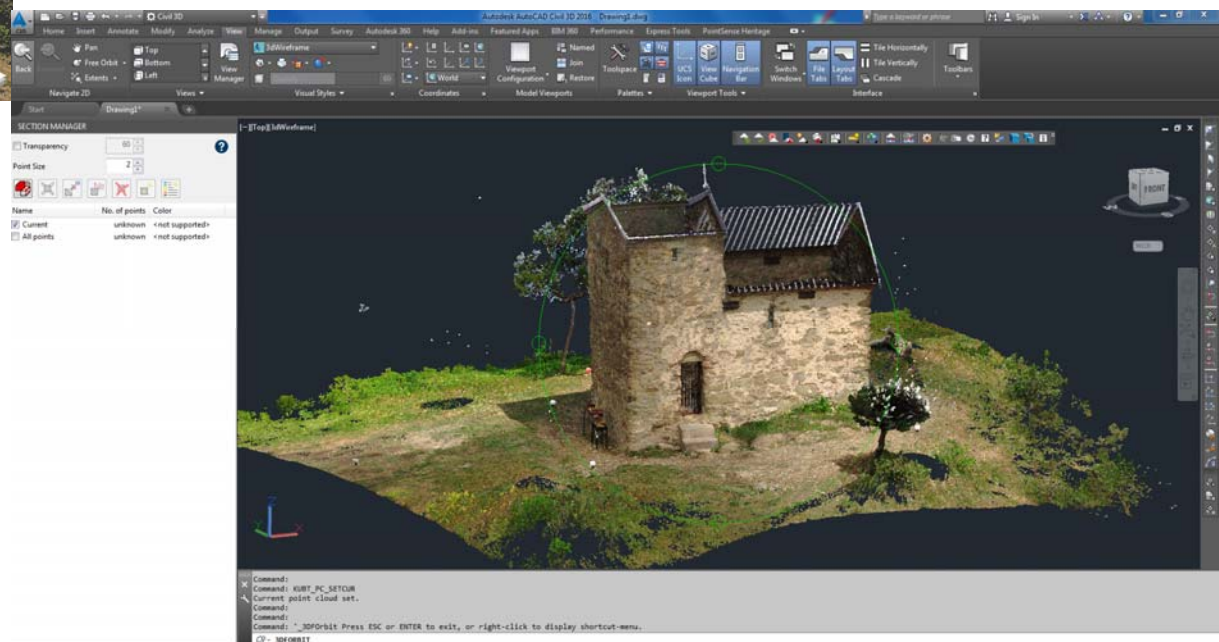 Civil 3D
Autodesk AutoCAD Civil 3D 2016 Drawing1.dwg
Type a keyword or phrase
Sign In
Home Insert Annotate Modify Analyze View Manage Output Survey Autodesk 360 Help Add-ins Featured Apps BIM 360 Performance Express Tools PointSense Heritage
Back
Pan
Free Orbit
Extents
Top
Bottom
Left
View
Manager
3dWireframe
60
World
Viewport
Configuration
Named
Join
Restore
Toolspace
UCS
Icon
View
Cube
Navigation
Bar
Switch
Windows
File
Tabs
Layout
Tabs
Tile Horizontally
Tile Vertically
Cascade
Toolbars
Navigate 2D Views Visual Styles Coordinates Model Viewports Palettes Viewport Tools Interface
Start Drawing1*
SECTION MANAGER
Transparency 60
Point Size 2
Name No. of points Color
Current unknown <not supported>
All points unknown <not supported>
[−][Top][3dWireframe]
FRONT
WCS
Z
Command:
Command: KUBT_PC_SETCUR
Current point cloud set.
Command:
Command:
Command: '_3DFOrbit Press ESC or ENTER to exit, or right-click to display shortcut-menu.
3DFORBIT